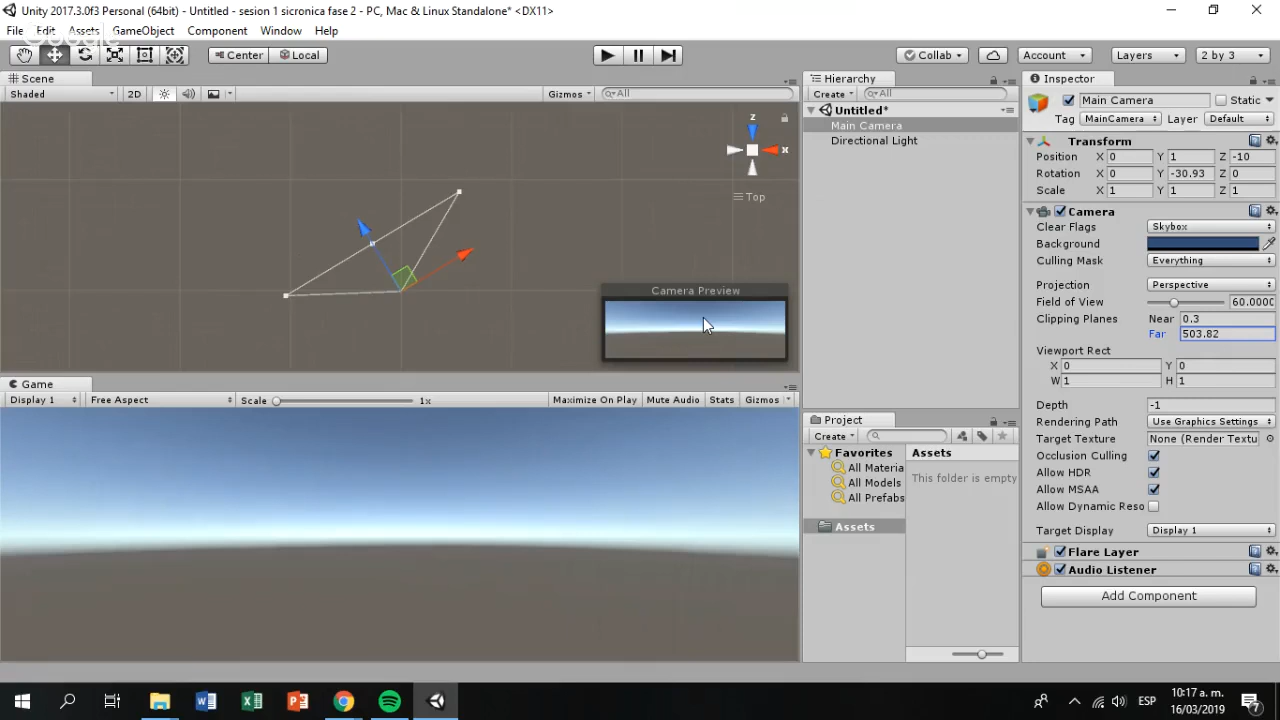 Unity 2017.3.0f3 Personal (64bit) - Untitled - sesion 1 sicronica fase 2 - PC, Mac & Linux Standalone* <DX11>
File Edit Assets GameObject Component Window Help
Google
Center Local Collab Account Layers 2 by 3
Scene
Shaded 2D Gizmos All
z
x
Top
Camera Preview
Game
Display 1 Free Aspect Scale 1x Maximize On Play Mute Audio Stats Gizmos
Hierarchy
Create All
Untitled*
Main Camera
Directional Light
Project
Create
Favorites
All Materia
All Models
All Prefabs
Assets
Assets
This folder is empty
Inspector
Main Camera Static
Tag MainCamera Layer Default
Transform
Position X 0 Y 1 Z -10
Rotation X 0 Y -30.93 Z 0
Scale X 1 Y 1 Z 1
Camera
Clear Flags Skybox
Background
Culling Mask Everything
Projection Perspective
Field of View 60.0000
Clipping Planes Near 0.3
Far 503.82
Viewport Rect
X 0 Y 0
W 1 H 1
Depth -1
Rendering Path Use Graphics Settings
Target Texture None (Render Textu
Occlusion Culling
Allow HDR
Allow MSAA
Allow Dynamic Reso
Target Display Display 1
Flare Layer
Audio Listener
Add Component
ESP
10:17 a. m.
16/03/2019
7